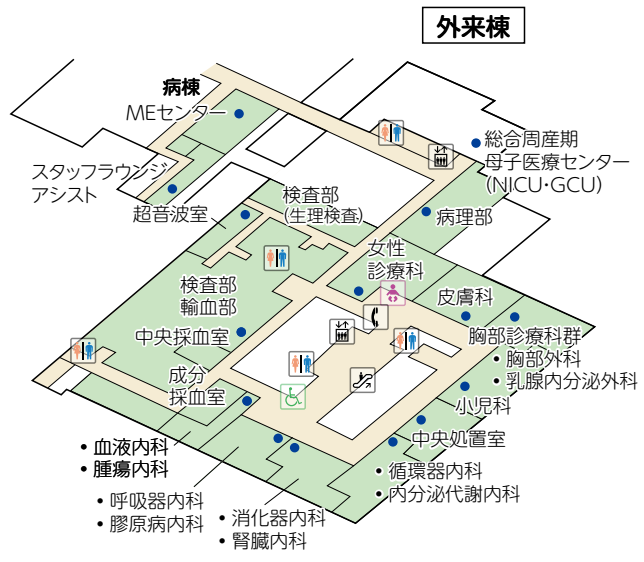 外来棟
病棟
MEセンター
総合周産期
母子医療センター
(NICU・GCU)
スタッフラウンジ
アシスト
検査部
(生理検査)
超音波室
病理部
女性
診療科
検査部
輸血部
皮膚科
中央採血室
胸部診療科群
・胸部外科
・乳腺内分泌外科
成分
採血室
小児科
中央処置室
・血液内科
・腫瘍内科
・循環器内科
・内分泌代謝内科
・呼吸器内科
・膠原病内科
・消化器内科
・腎臓内科